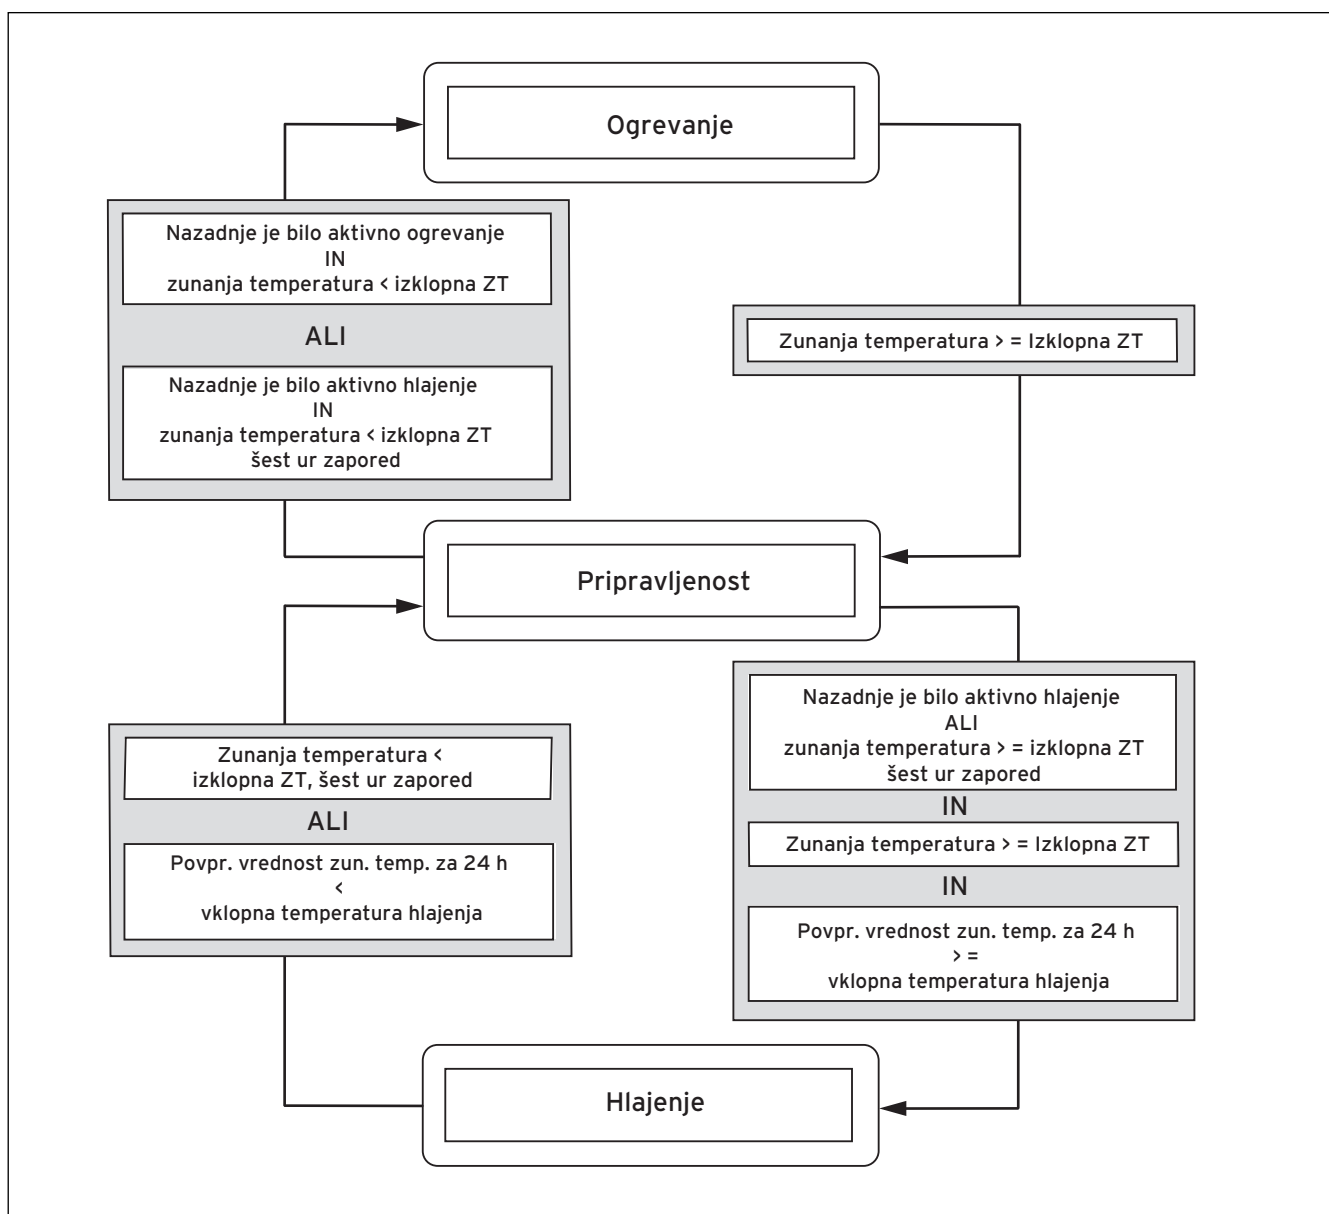 Ogrevanje
Nazadnje je bilo aktivno ogrevanje
IN
zunanja temperatura < izklopna ZT
ALI
Nazadnje je bilo aktivno hlajenje
IN
zunanja temperatura < izklopna ZT
šest ur zapored
Zunanja temperatura > = Izklopna ZT
Pripravljenost
Zunanja temperatura <
izklopna ZT, šest ur zapored
ALI
Povpr. vrednost zun. temp. za 24 h
<
vklopna temperatura hlajenja
Nazadnje je bilo aktivno hlajenje
ALI
zunanja temperatura > = izklopna ZT
šest ur zapored
IN
Zunanja temperatura > = Izklopna ZT
IN
Povpr. vrednost zun. temp. za 24 h
> =
vklopna temperatura hlajenja
Hlajenje